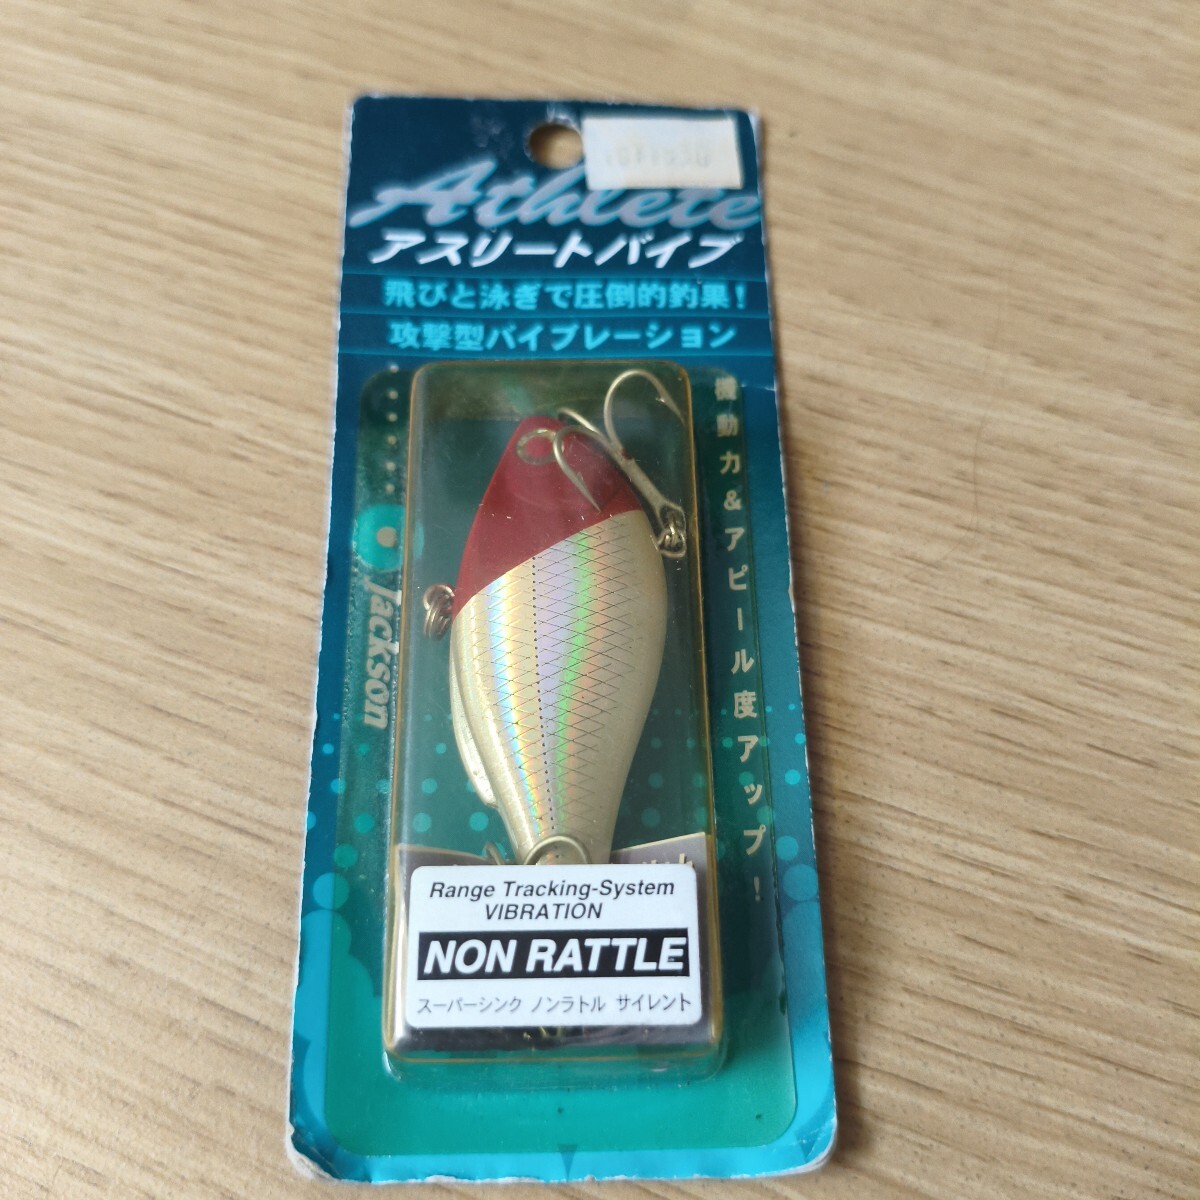 Athlete
アスリートバイブ
飛びと泳ぎで圧倒的釣果!
攻撃型バイブレーション
機動力&アピール度アップ!
Jackson
Range Tracking-System
VIBRATION
NON RATTLE
スーパーシンク ノンラトル サイレント